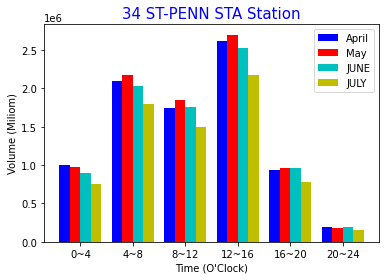 34 ST-PENN STA Station
1e6
April
May
JUNE
JULY
2.5
2.0
1.5
1.0
0.5
0.0
Volume (Miliom)
0~4 4~8 8~12 12~16 16~20 20~24
Time (O'Clock)